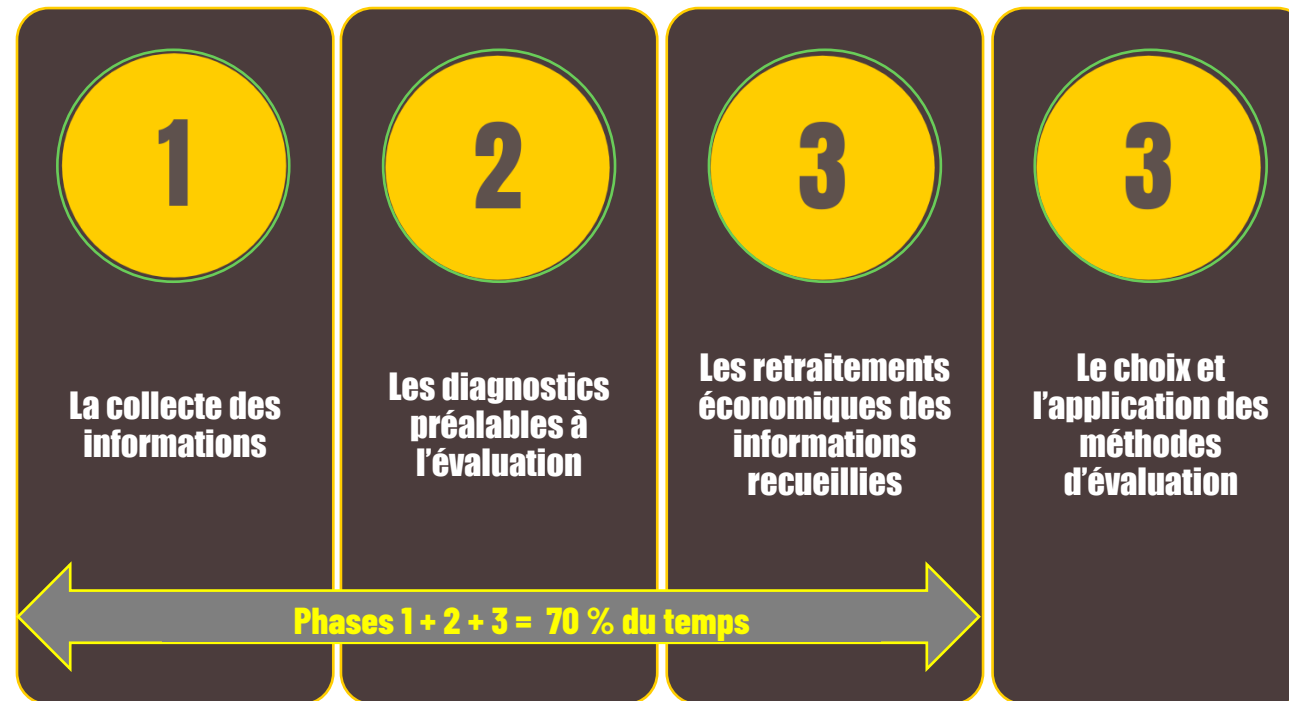 1
La collecte des
informations
2
Les diagnostics
préalables à
l’évaluation
3
Les retraitements
économiques des
informations
recueillies
3
Le choix et
l’application des
méthodes
d’évaluation
Phases 1 + 2 + 3 = 70 % du temps